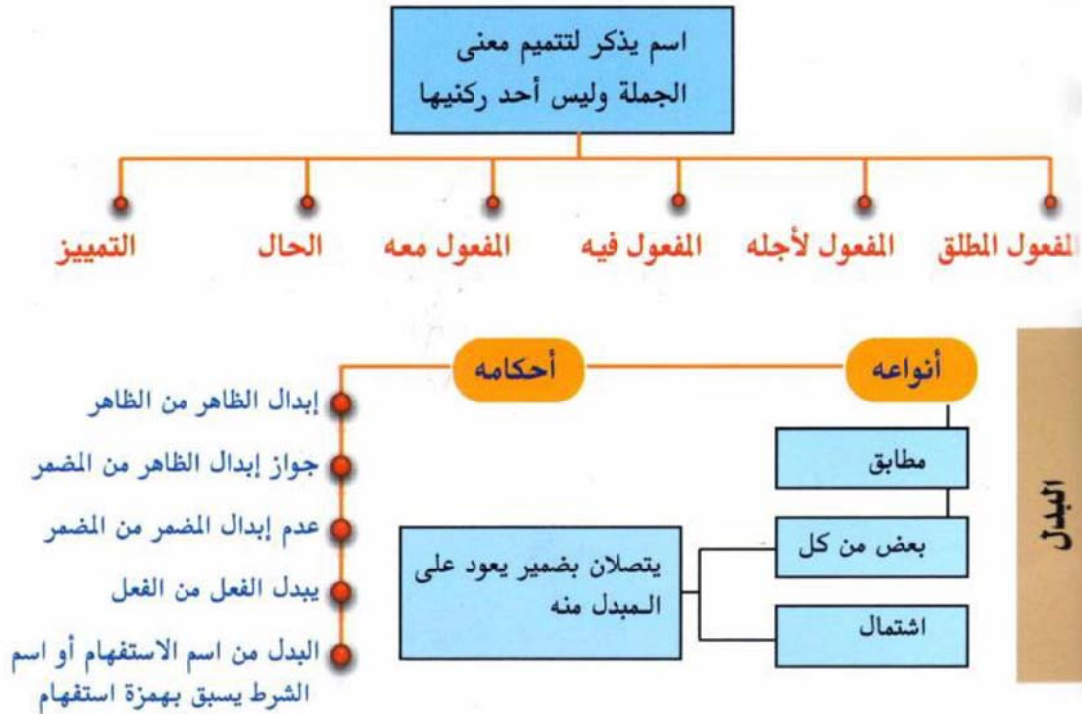 اسم يذكر لتتميم معنى
الجملة وليس أحد ركنيها
المفعول المطلق
المفعول لأجله
المفعول فيه
المفعول معه
الحال
التمييز
البدل
أنواعه
مطابق
بعض من كل
اشتمال
يتصلان بضمير يعود على
المبدل منه
أحكامه
إبدال الظاهر من الظاهر
جواز إبدال الظاهر من المضمر
عدم إبدال المضمر من المضمر
يبدل الفعل من الفعل
البدل من اسم الاستفهام أو اسم
الشرط يسبق بهمزة استفهام